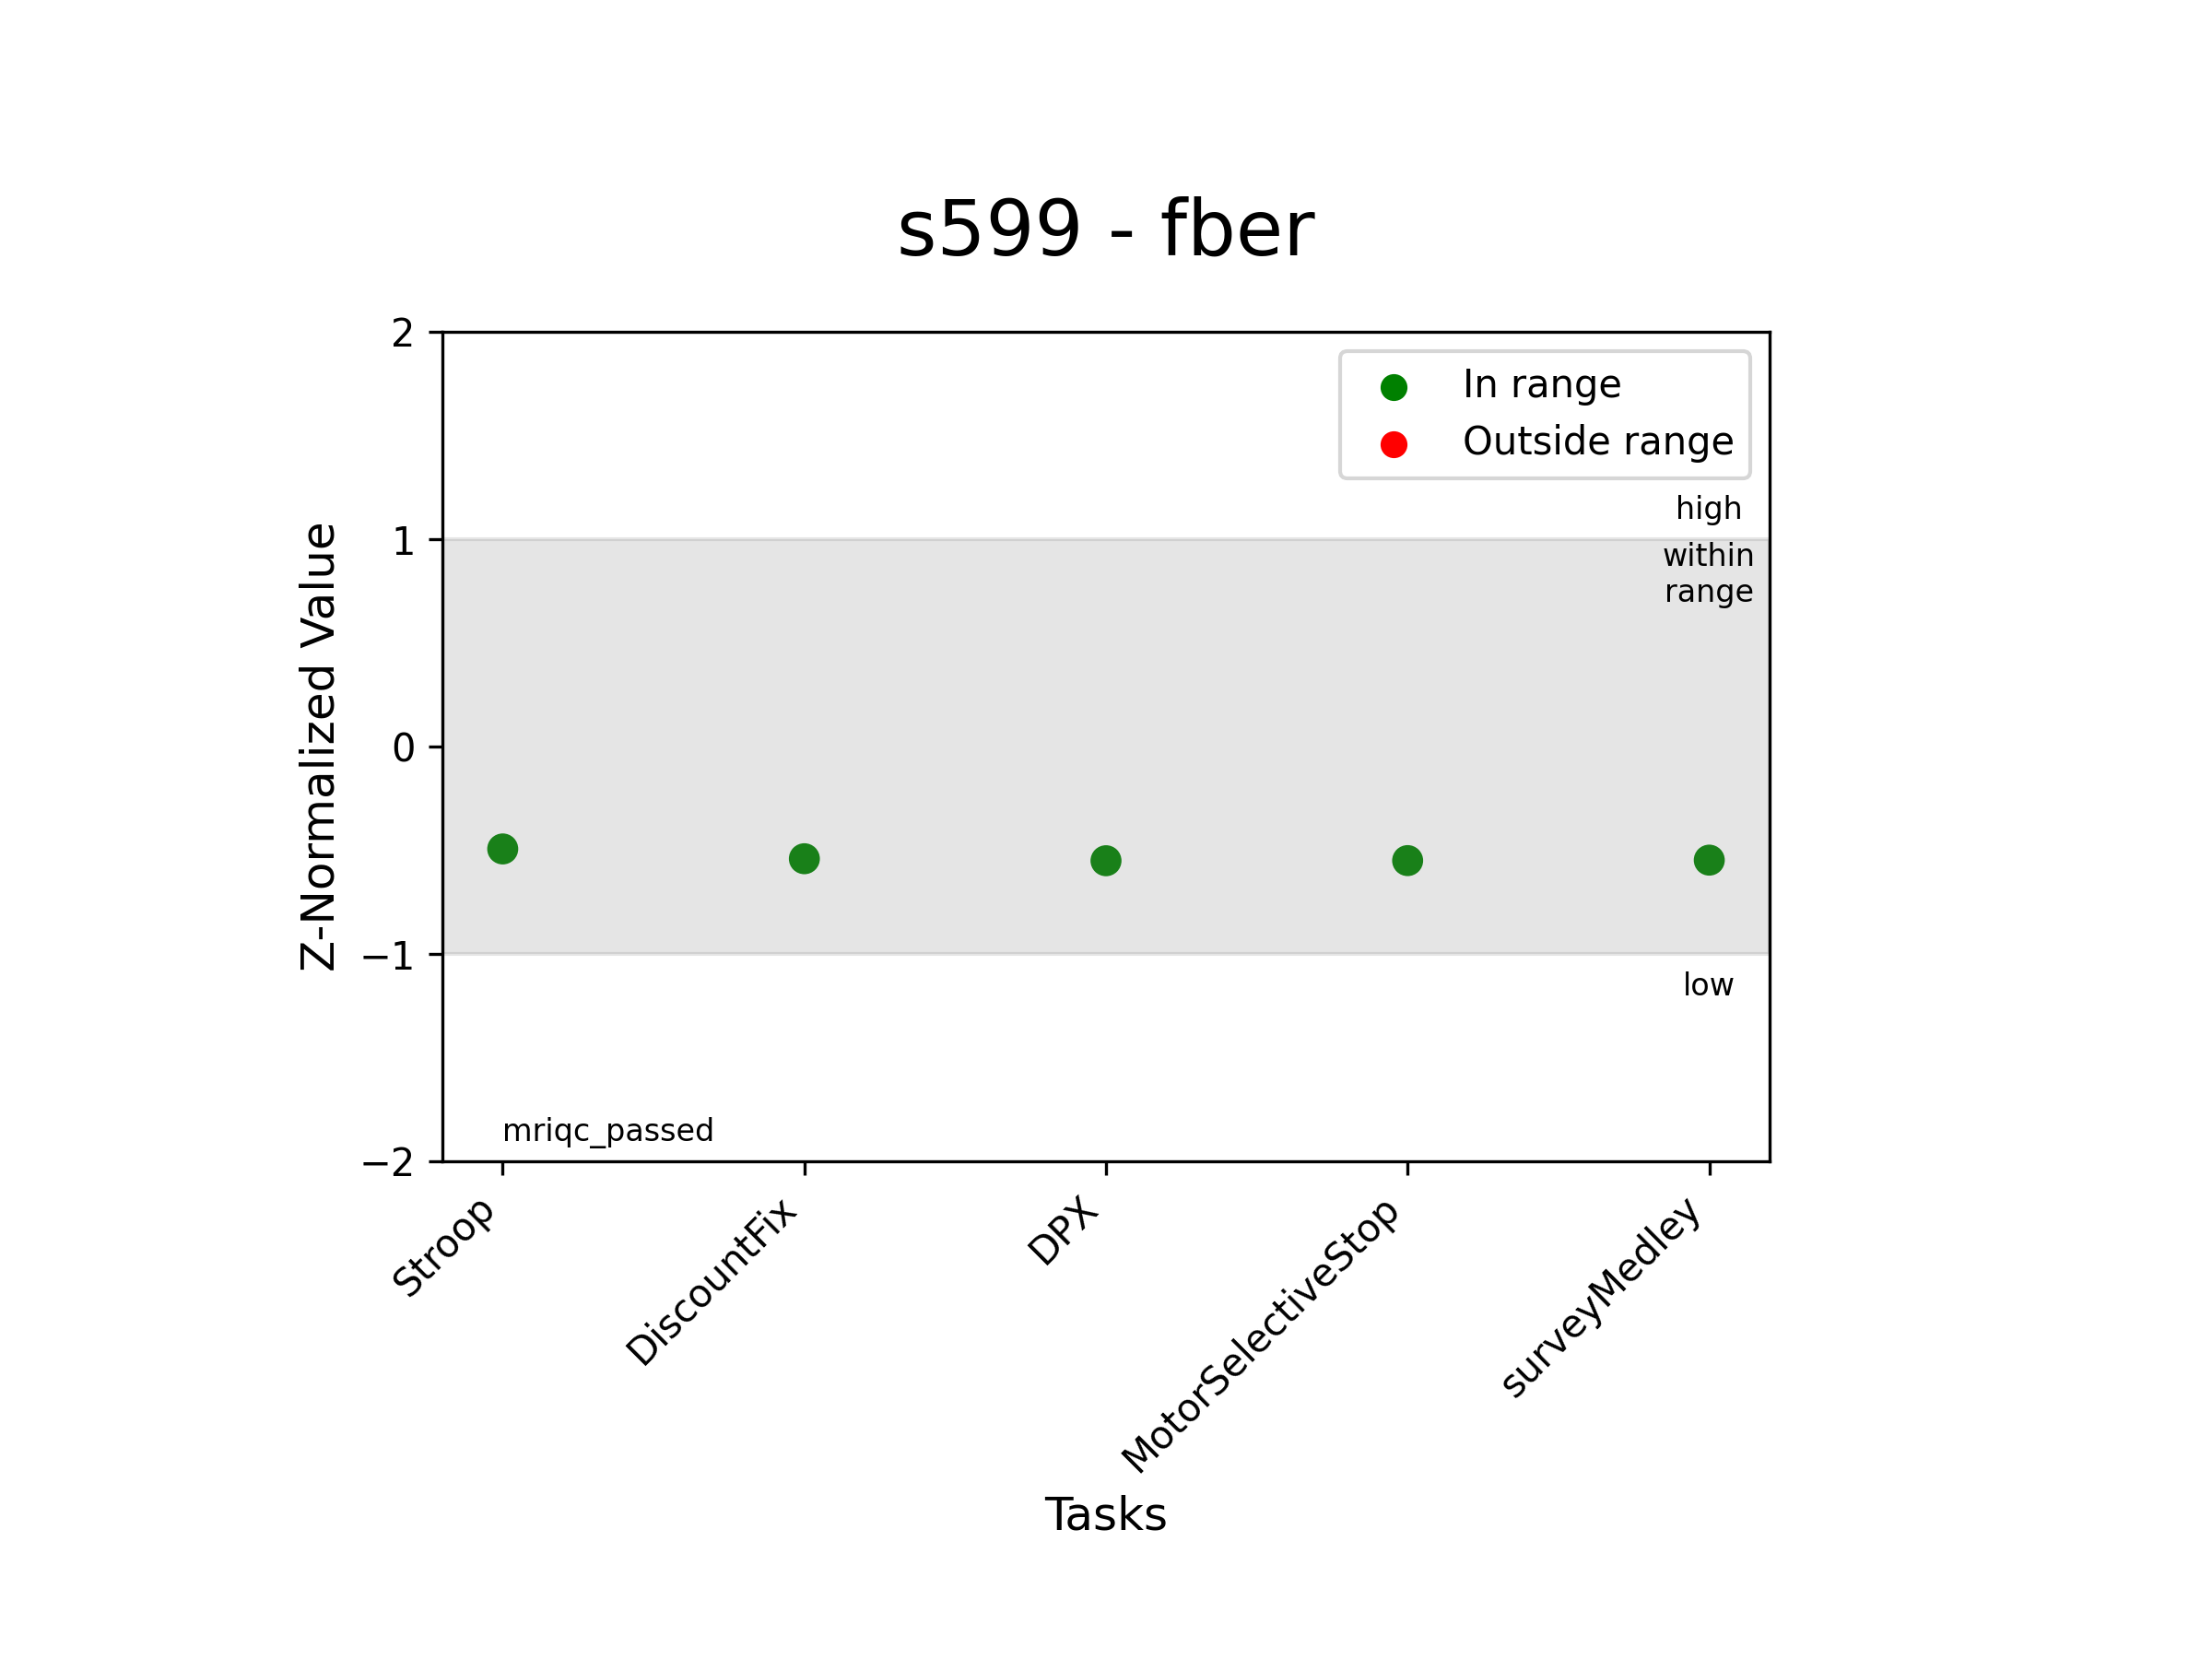 s599 - fber
2
In range
Outside range
high
1
within
range
Z-Normalized Value
0
−1
low
mriqc_passed
−2
Stroop
DiscountFix
DPX
MotorSelectiveStop
surveyMedley
Tasks